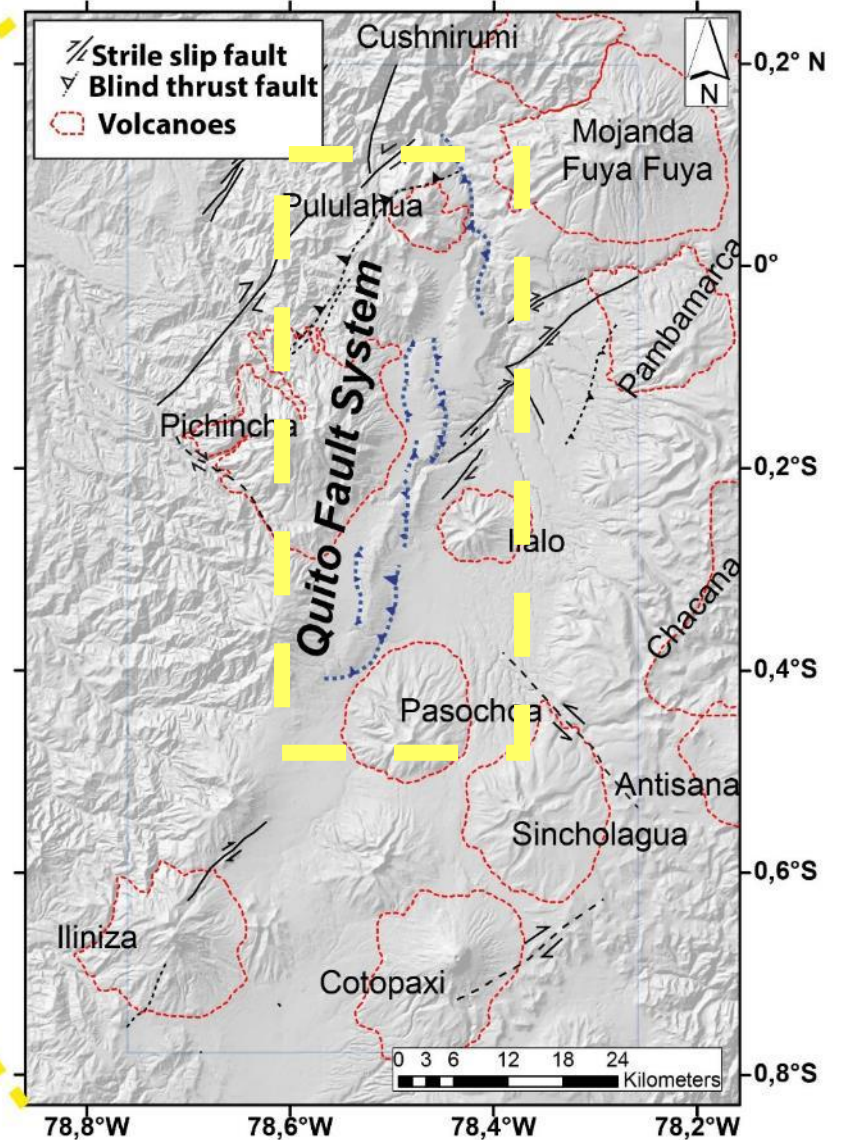 Strile slip fault
Blind thrust fault
Volcanoes
Cushnirumi
N
0,2° N
Mojanda
Fuya Fuya
Pululahua
0°
Pambamarca
Quito Fault System
Pichincha
0,2°S
Ilalo
Chacana
0,4°S
Pasochoa
Antisana
Sincholagua
0,6°S
Iliniza
Cotopaxi
0 3 6 12 18 24
Kilometers
0,8°S
78,8°W 78,6°W 78,4°W 78,2°W